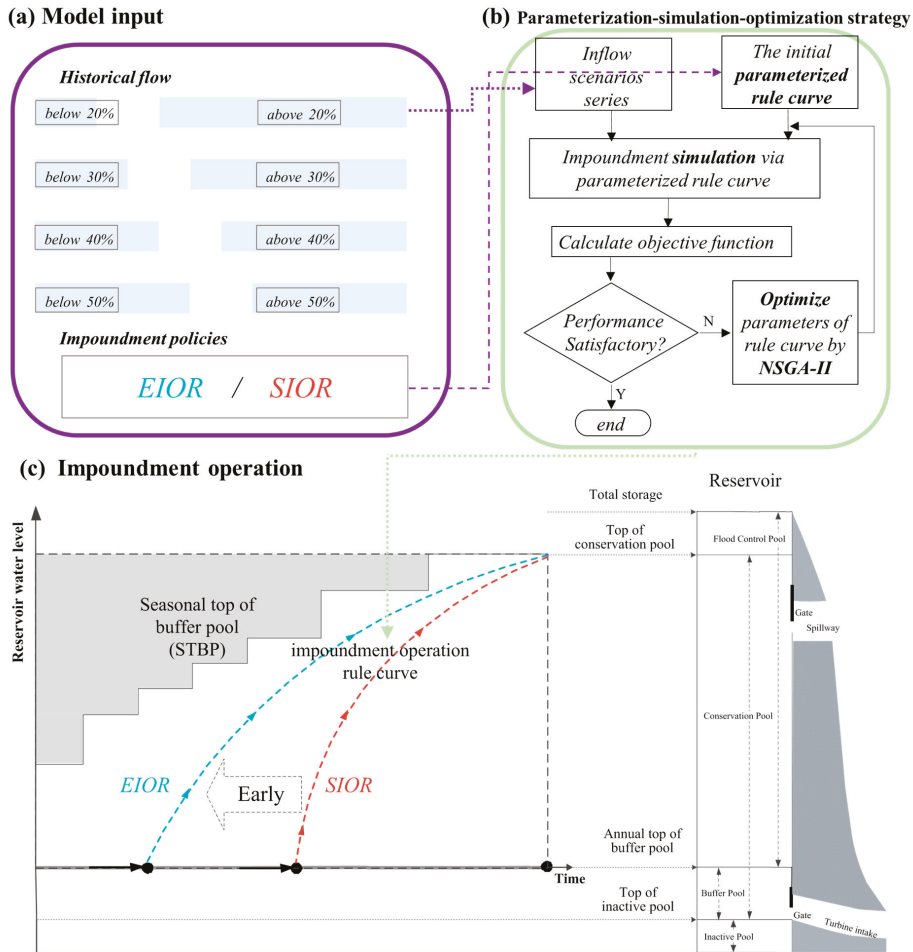 (a) Model input
Historical flow
below 20%
above 20%
below 30%
above 30%
below 40%
above 40%
below 50%
above 50%
Impoundment policies
EIOR / SIOR
(b) Parameterization-simulation-optimization strategy
Inflow
scenarios
series
The initial
parameterized
rule curve
Impoundment simulation via
parameterized rule curve
Calculate objective function
Performance
Satisfactory?
N
Optimize
parameters of
rule curve by
NSGA-II
Y
end
(c) Impoundment operation
Reservoir water level
Seasonal top of
buffer pool
(STBP)
impoundment operation
rule curve
EIOR
Early
SIOR
Time
Total storage
Top of
conservation pool
Annual top of
buffer pool
Top of
inactive pool
Reservoir
Flood Control Pool
Gate
Spillway
Conservation Pool
Buffer Pool
Gate
Turbine intake
Inactive Pool